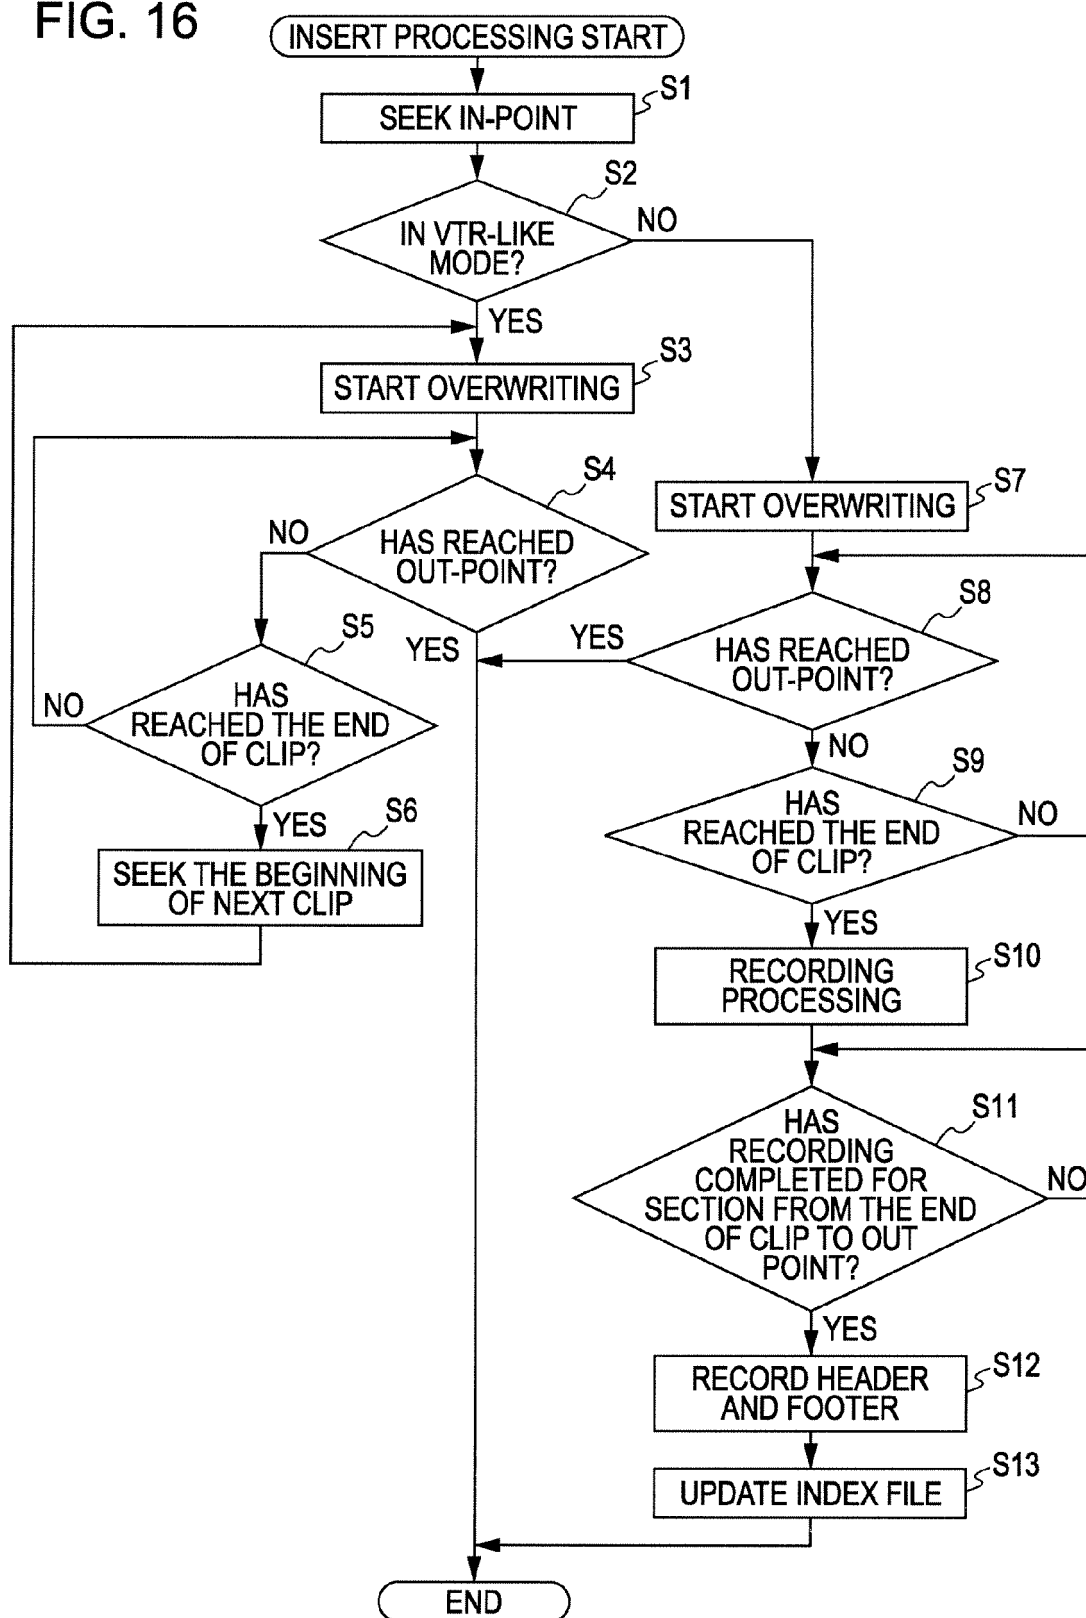 FIG. 16
INSERT PROCESSING START
S1
SEEK IN-POINT
S2
IN VTR-LIKE
MODE?
NO
YES
S3
START OVERWRITING
S4
HAS REACHED
OUT-POINT?
NO
YES
S5
HAS
REACHED THE END
OF CLIP?
NO
YES
S6
SEEK THE BEGINNING
OF NEXT CLIP
S7
START OVERWRITING
S8
HAS REACHED
OUT-POINT?
YES
NO
S9
HAS
REACHED THE END
OF CLIP?
NO
YES
S10
RECORDING
PROCESSING
S11
HAS
RECORDING
COMPLETED FOR
SECTION FROM THE END
OF CLIP TO OUT
POINT?
NO
YES
S12
RECORD HEADER
AND FOOTER
S13
UPDATE INDEX FILE
END